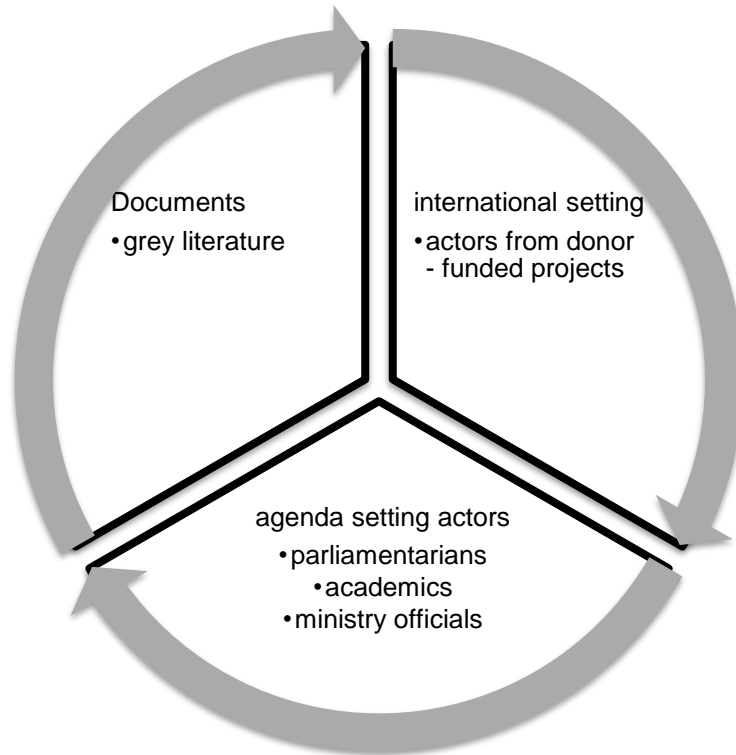 Documents
•grey literature
international setting
•actors from donor
- funded projects
agenda setting actors
•parliamentarians
•academics
•ministry officials